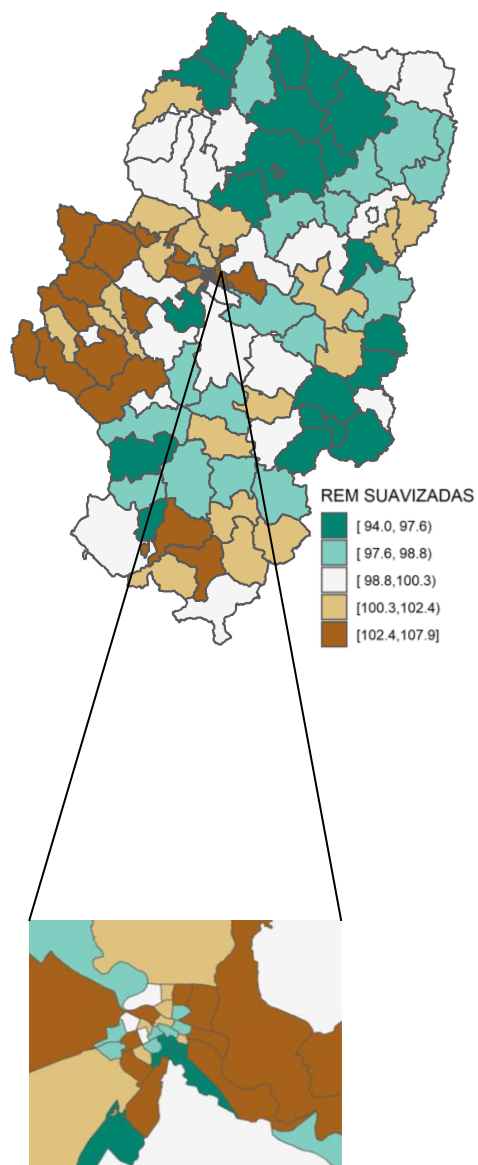 REM SUAVIZADAS
[ 94.0, 97.6)
[ 97.6, 98.8)
[ 98.8,100.3)
[100.3,102.4)
[102.4,107.9]